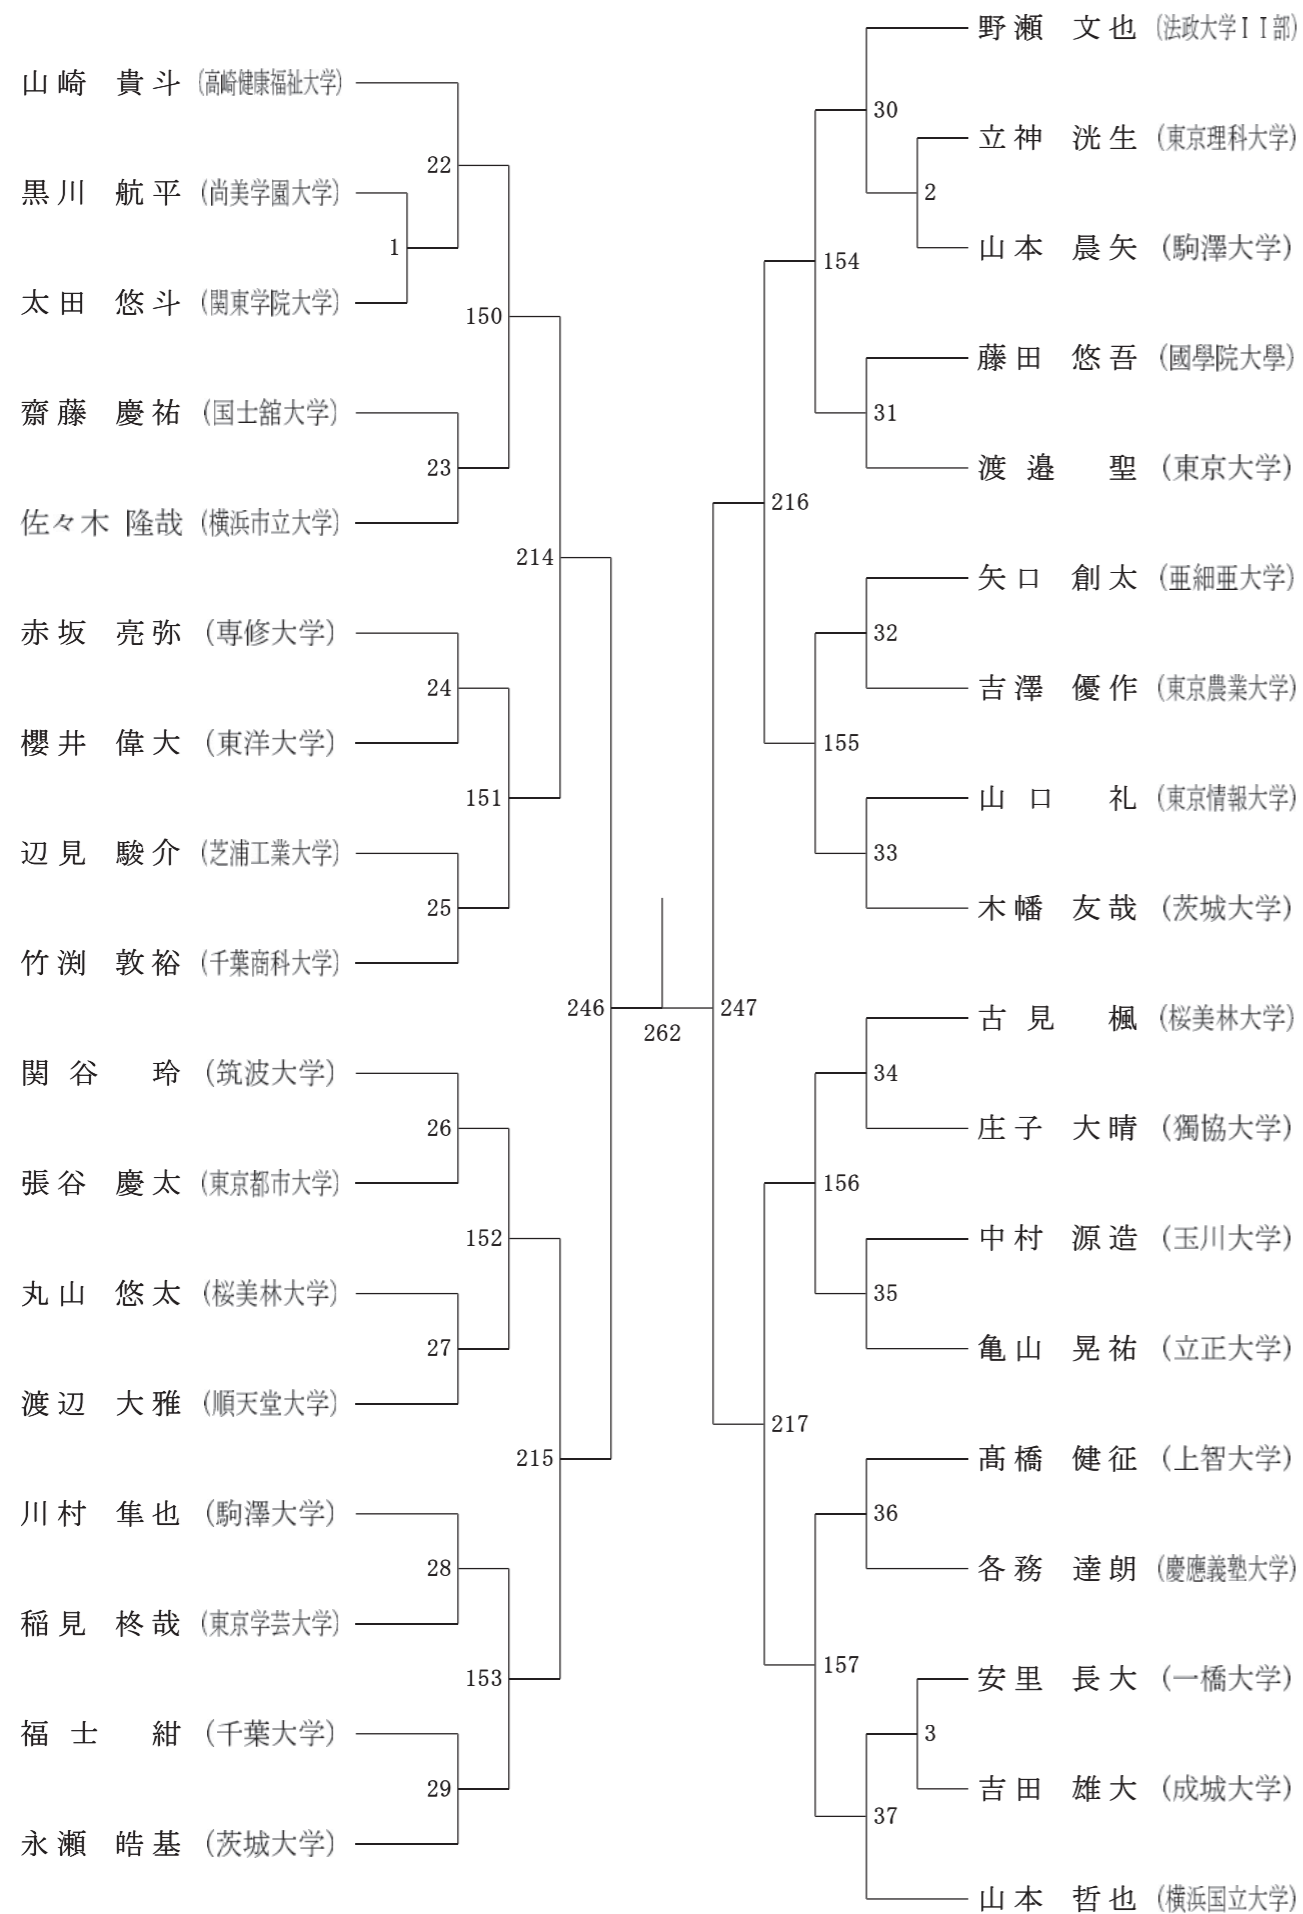 山崎 貴斗 (高崎健康福祉大学)
黒川 航平 (尚美学園大学)
太田 悠斗 (関東学院大学)
齋藤 慶祐 (国士舘大学)
佐々木 隆哉 (横浜市立大学)
赤坂 亮弥 (専修大学)
櫻井 偉大 (東洋大学)
辺見 駿介 (芝浦工業大学)
竹渕 敦裕 (千葉商科大学)
関谷 玲 (筑波大学)
張谷 慶太 (東京都市大学)
丸山 悠太 (桜美林大学)
渡辺 大雅 (順天堂大学)
川村 隼也 (駒澤大学)
稲見 柊哉 (東京学芸大学)
福士 紺 (千葉大学)
永瀬 皓基 (茨城大学)
1
22
23
24
25
26
27
28
29
150
151
152
153
214
215
246
262
247
216
217
154
155
156
157
30
31
32
33
34
35
36
37
2
3
野瀬 文也 (法政大学ＩＩ部)
立神 洸生 (東京理科大学)
山本 晨矢 (駒澤大学)
藤田 悠吾 (國學院大學)
渡邉 聖 (東京大学)
矢口 創太 (亜細亜大学)
吉澤 優作 (東京農業大学)
山口 礼 (東京情報大学)
木幡 友哉 (茨城大学)
古見 楓 (桜美林大学)
庄子 大晴 (獨協大学)
中村 源造 (玉川大学)
亀山 晃祐 (立正大学)
髙橋 健征 (上智大学)
各務 達朗 (慶應義塾大学)
安里 長大 (一橋大学)
吉田 雄大 (成城大学)
山本 哲也 (横浜国立大学)